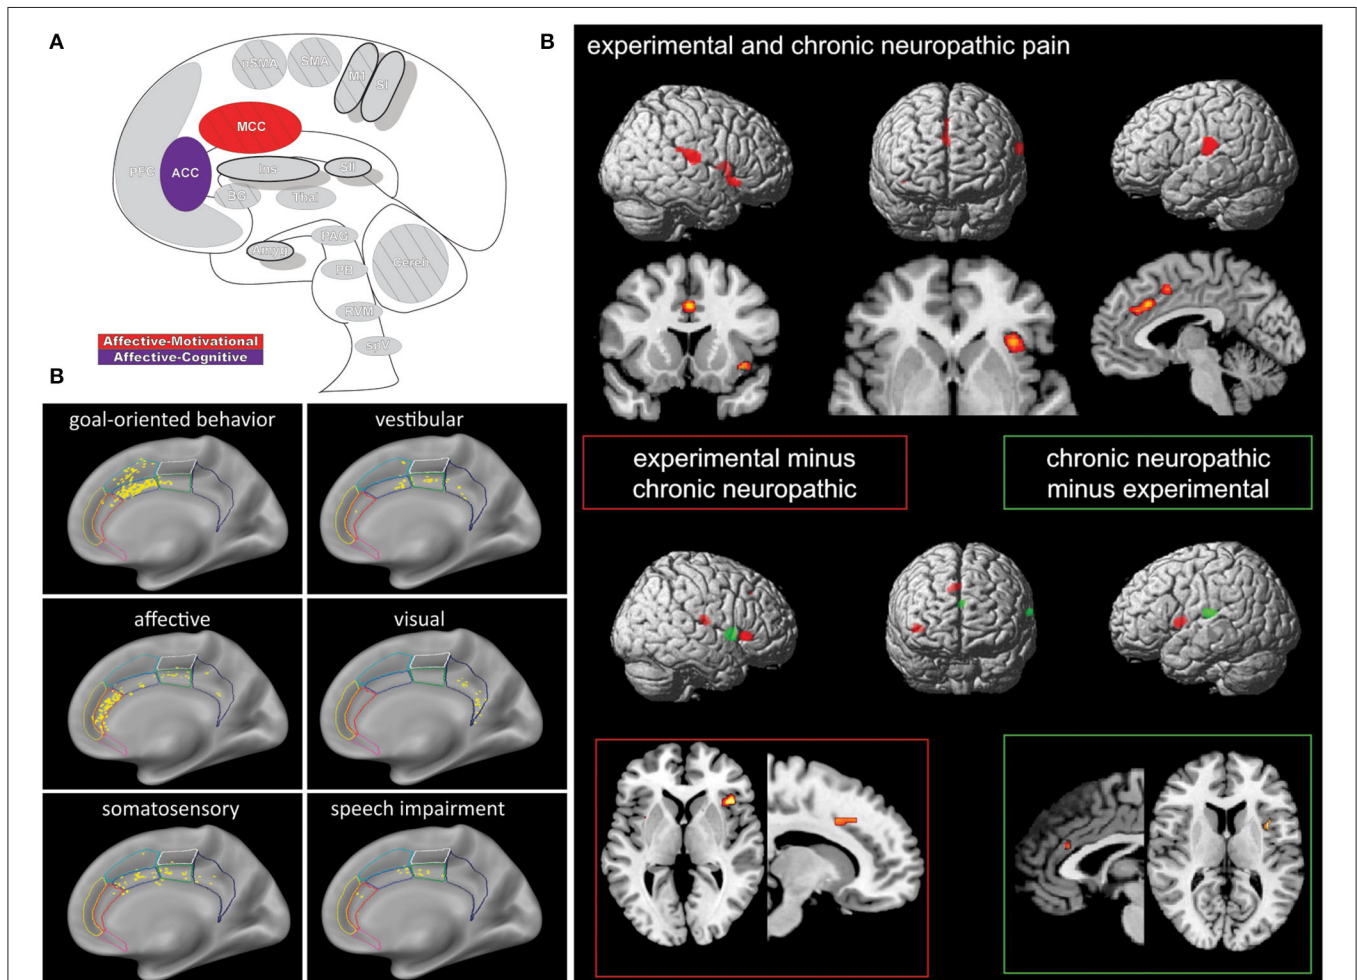 A
pSMA
SMA
M1
SI
MCC
PFC
ACC
Ins
SII
BG
Thal
Amyg
PAG
PB
Cereb
RVM
spV
Affective-Motivational
Affective-Cognitive
B
goal-oriented behavior
vestibular
affective
visual
somatosensory
speech impairment
B
experimental and chronic neuropathic pain
experimental minus
chronic neuropathic
chronic neuropathic
minus experimental